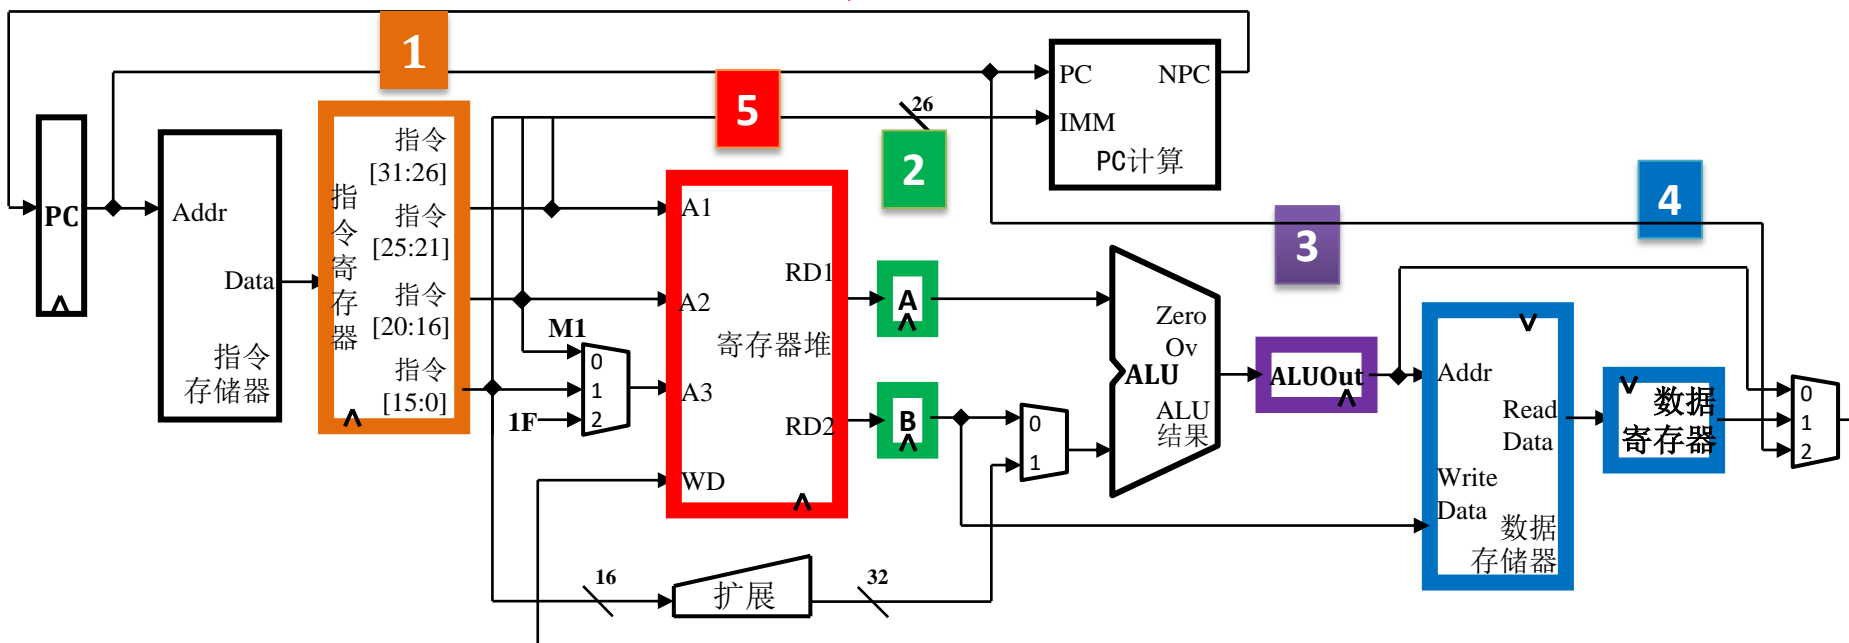 1
5
26
2
PC
NPC
IMM
PC计算
4
3
PC
Addr
Data
指令
存储器
指令寄存器
指令
[31:26]
指令
[25:21]
指令
[20:16]
指令
[15:0]
M1
0
1
2
1F
A1
A2
A3
WD
RD1
RD2
寄存器堆
A
B
0
1
Zero
Ov
ALU
ALU
结果
ALUOut
Addr
Read
Data
Write
Data
数据
存储器
数据
寄存器
0
1
2
16
扩展
32